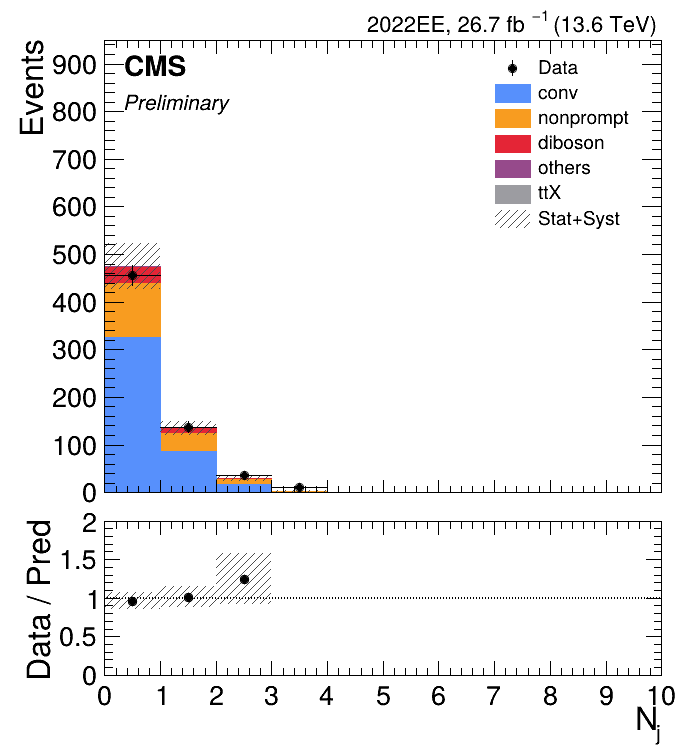 2022EE, 26.7 fb⁻¹ (13.6 TeV)
Events
CMS
Preliminary
Data
conv
nonprompt
diboson
others
ttX
Stat+Syst
900
800
700
600
500
400
300
200
100
0
Data / Pred
2
1.5
1
0.5
0
0 1 2 3 4 5 6 7 8 9 10
Nj